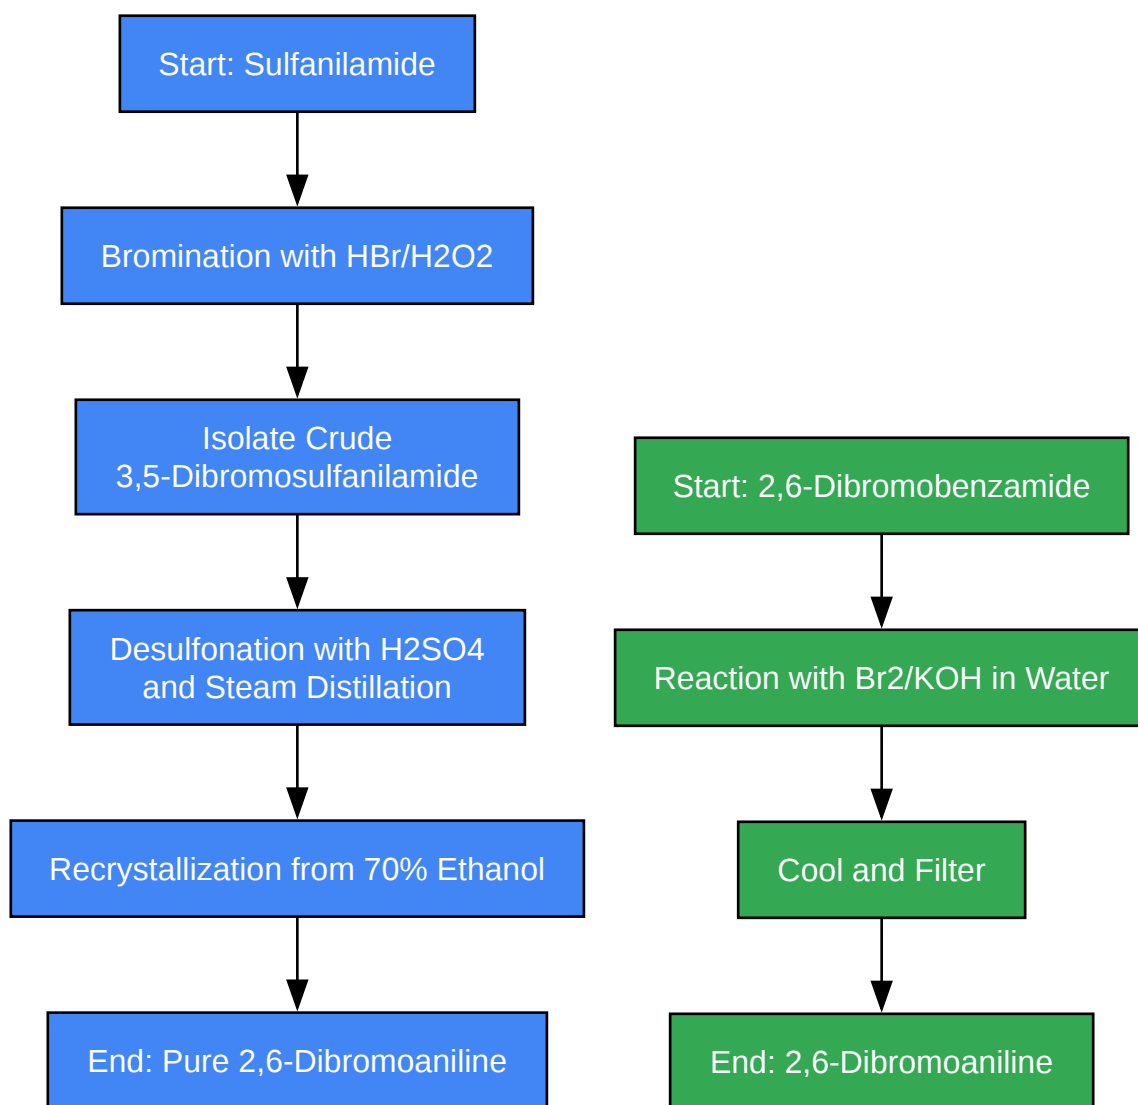 Start: Sulfanilamide
Bromination with HBr/H2O2
Isolate Crude
3,5-Dibromosulfanilamide
Desulfonation with H2SO4
and Steam Distillation
Recrystallization from 70% Ethanol
End: Pure 2,6-Dibromoaniline
Start: 2,6-Dibromobenzamide
Reaction with Br2/KOH in Water
Cool and Filter
End: 2,6-Dibromoaniline